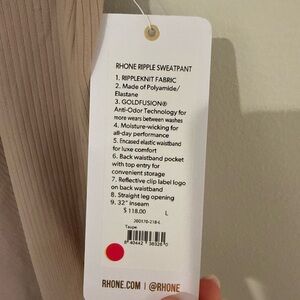 RHONE RIPPLE SWEATPANT
1. RIPPLEKNIT FABRIC
2. Made of Polyamide/
Elastane
3. GOLDFUSION®
Anti-Odor Technology for
more wears between washes
4. Moisture-wicking for
all-day performance
5. Encased elastic waistband
for luxe comfort
6. Back waistband pocket
with top entry for
convenient storage
7. Reflective clip label logo
on back waistband
8. Straight leg opening
9. 32" Inseam
$ 118.00 L
Taupe
RHONE.COM | @RHONE